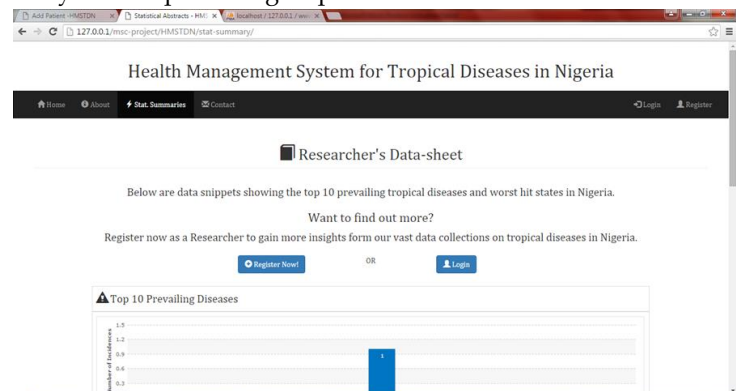 Add Patient -HMSTDN
Statistical Abstracts - HMS
localhost / 127.0.0.1 /
127.0.0.1/msc-project/HMSTDN/stat-summary/
Health Management System for Tropical Diseases in Nigeria
Home About Stat. Summaries Contact Login Register
Researcher's Data-sheet
Below are data snippets showing the top 10 prevailing tropical diseases and worst hit states in Nigeria.
Want to find out more?
Register now as a Researcher to gain more insights form our vast data collections on tropical diseases in Nigeria.
Register Now! OR Login
Top 10 Prevailing Diseases
1.5
1.2
0.9
0.6
0.3
1